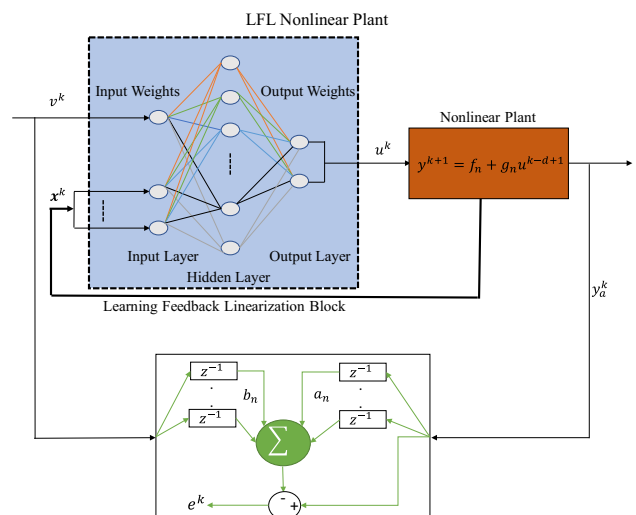 LFL Nonlinear Plant
Input Weights
Output Weights
v^k
Nonlinear Plant
u^k
y^{k+1} = f_n + g_n u^{k-d+1}
x^k
Input Layer
Output Layer
Hidden Layer
Learning Feedback Linearization Block
y_a^k
z^{-1}
z^{-1}
b_n
a_n
z^{-1}
z^{-1}
Σ
e^k
-
+